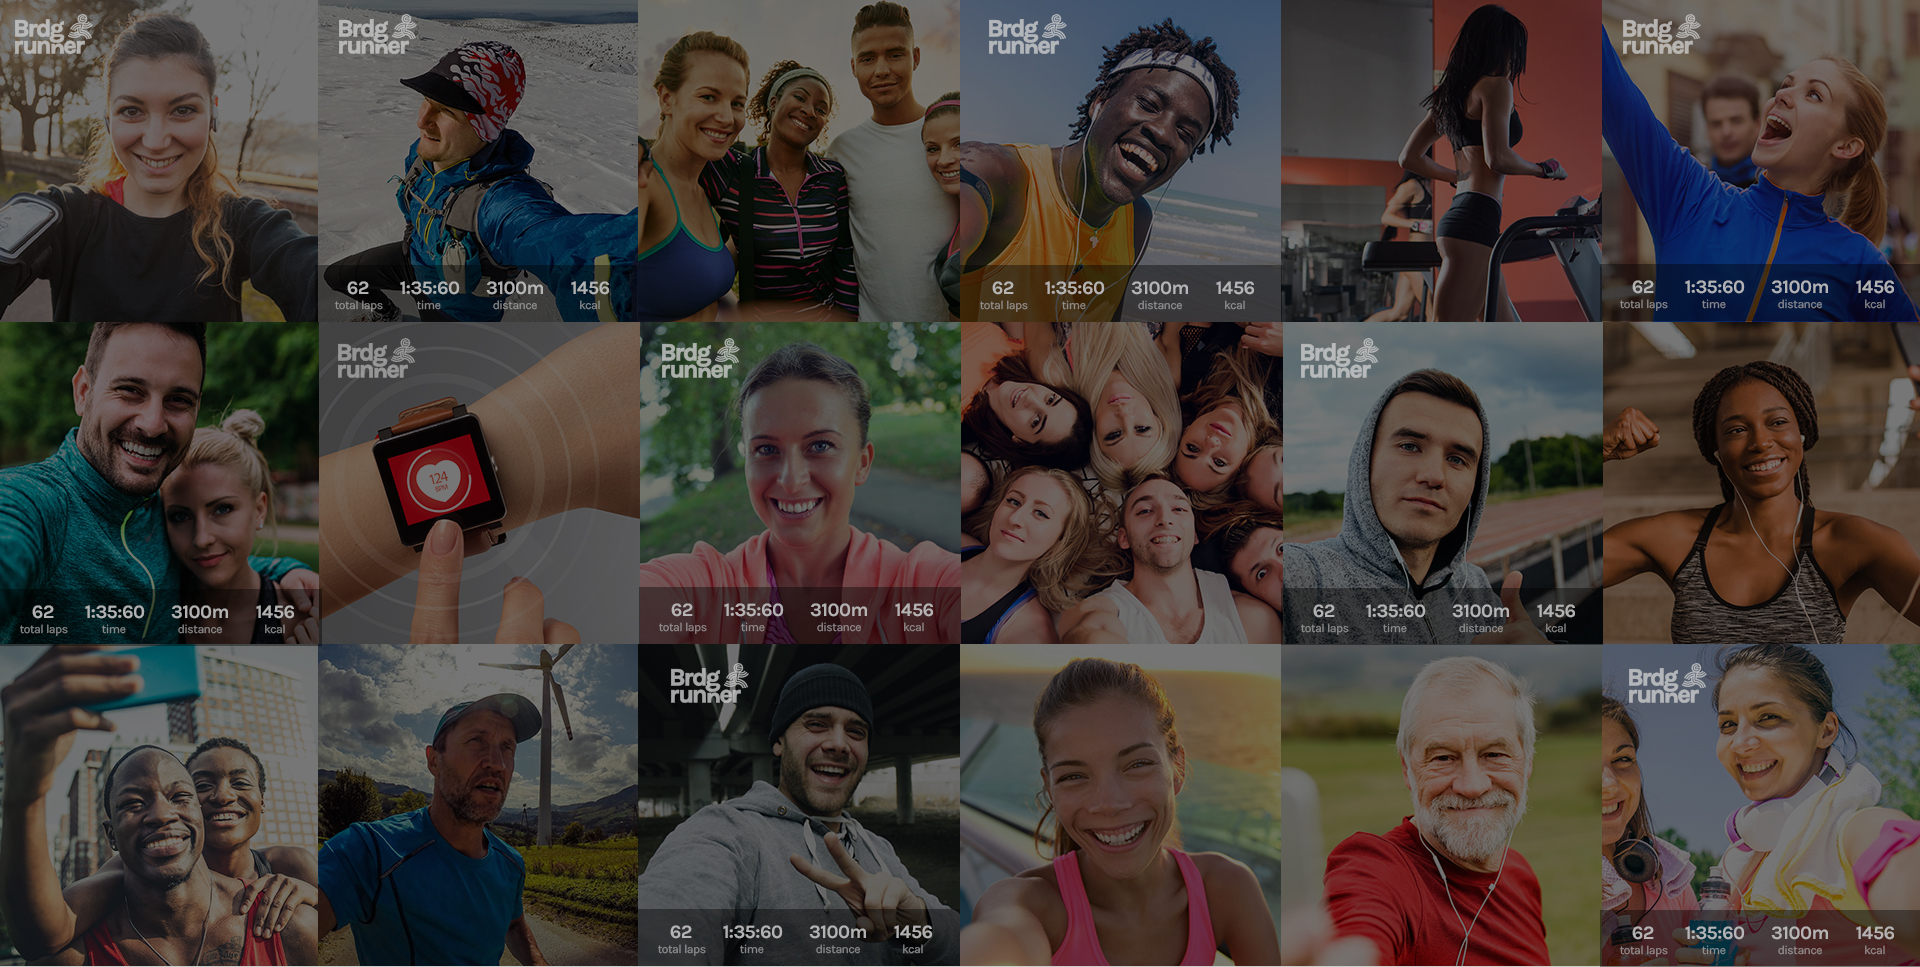 Brdg
runner
Brdg
runner
62 1:35:60 3100m 1456
total laps time distance kcal
Brdg
runner
62 1:35:60 3100m 1456
total laps time distance kcal
Brdg
runner
62 1:35:60 3100m 1456
total laps time distance kcal
62 1:35:60 3100m 1456
total laps time distance kcal
Brdg
runner
124
BPM
Brdg
runner
62 1:35:60 3100m 1456
total laps time distance kcal
Brdg
runner
62 1:35:60 3100m 1456
total laps time distance kcal
Brdg
runner
62 1:35:60 3100m 1456
total laps time distance kcal
Brdg
runner
62 1:35:60 3100m 1456
total laps time distance kcal